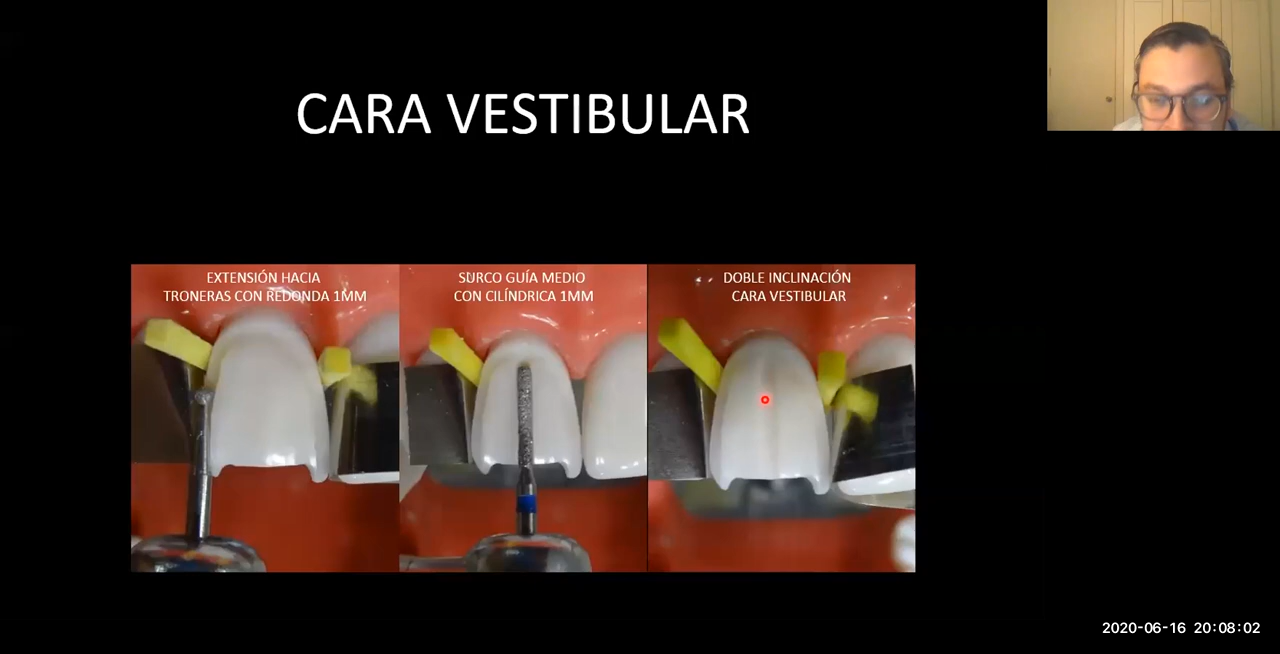 CARA VESTIBULAR
EXTENSIÓN HACIA
TRONERAS CON REDONDA 1MM
SURCO GUÍA MEDIO
CON CILÍNDRICA 1MM
DOBLE INCLINACIÓN
CARA VESTIBULAR
2020-06-16 20:08:02